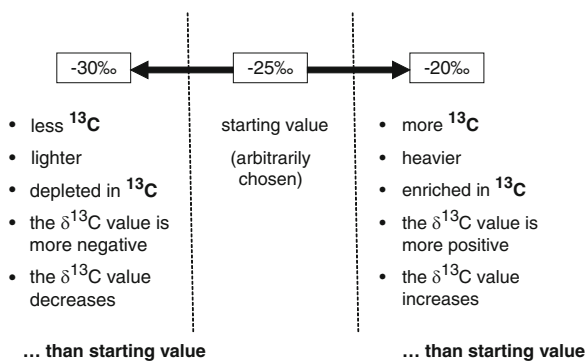 -30‰
-25‰
-20‰
• less ¹³C
• lighter
• depleted in ¹³C
• the δ¹³C value is
more negative
• the δ¹³C value
decreases
... than starting value
starting value
(arbitrarily
chosen)
• more ¹³C
• heavier
• enriched in ¹³C
• the δ¹³C value is
more positive
• the δ¹³C value
increases
... than starting value